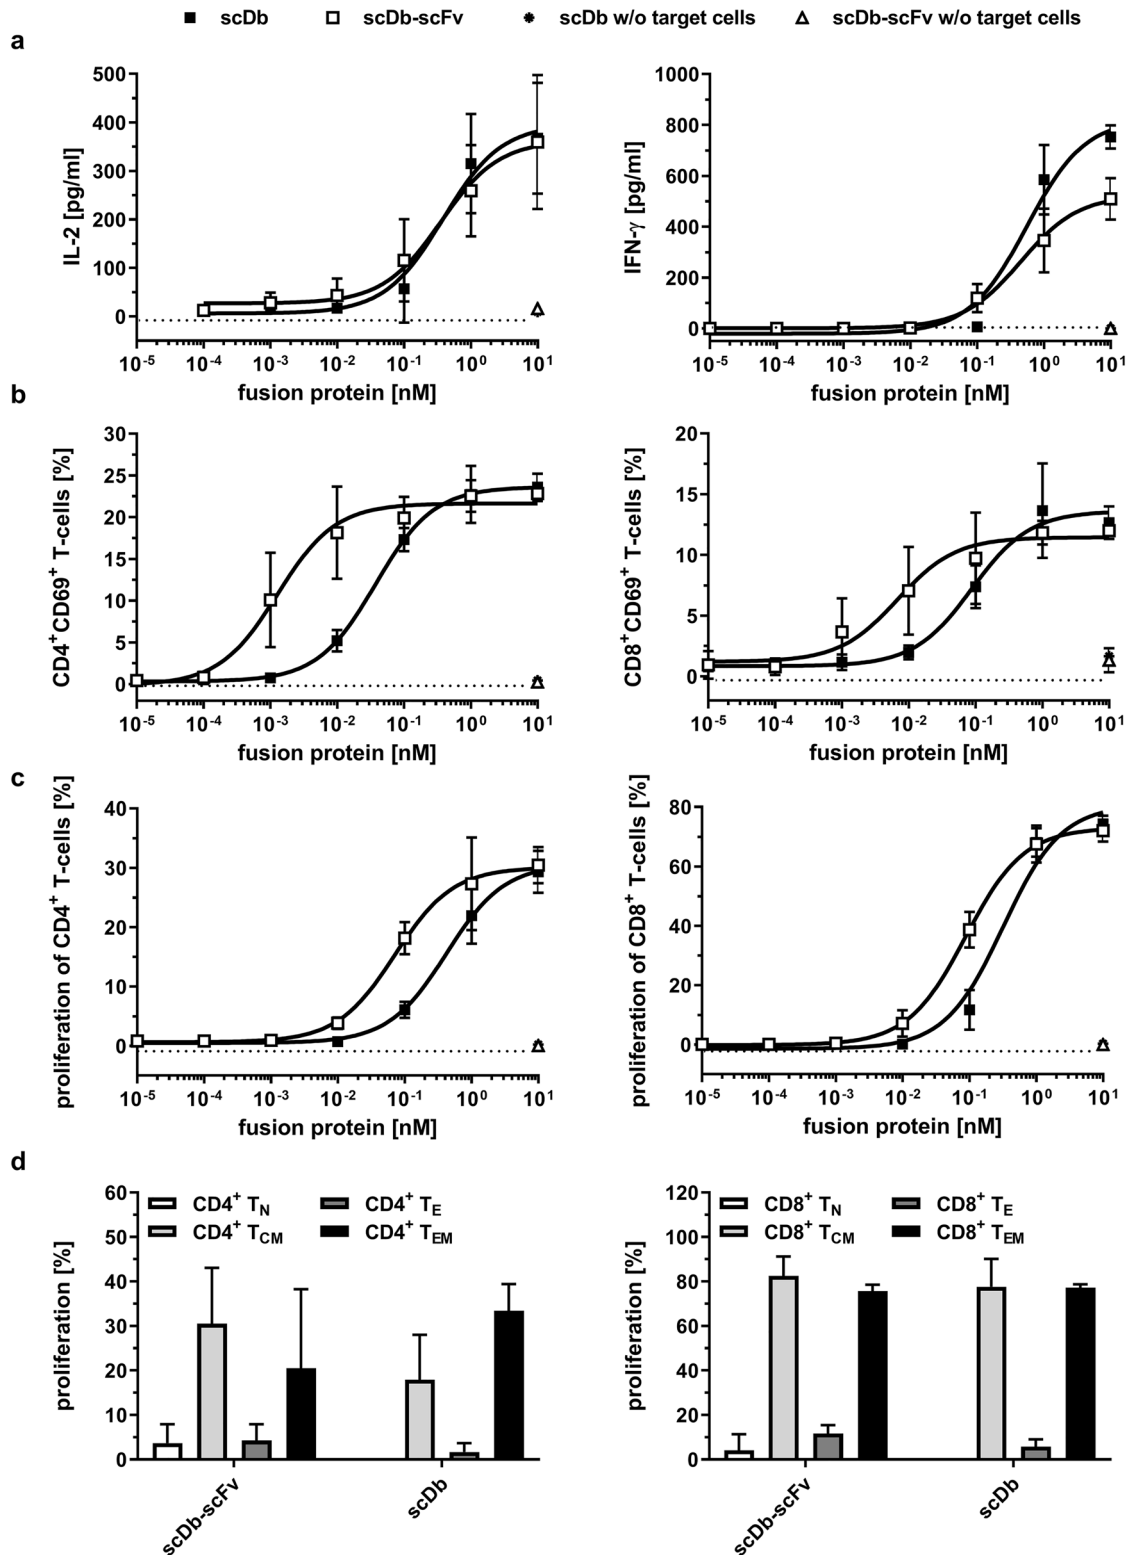 scDb scDb-scFv scDb w/o target cells scDb-scFv w/o target cells
a
IL-2 [pg/ml]
500
400
300
200
100
0
10⁻⁵ 10⁻⁴ 10⁻³ 10⁻² 10⁻¹ 10⁰ 10¹
fusion protein [nM]
IFN-γ [pg/ml]
1000
800
600
400
200
0
10⁻⁵ 10⁻⁴ 10⁻³ 10⁻² 10⁻¹ 10⁰ 10¹
fusion protein [nM]
b
CD4⁺CD69⁺ T-cells [%]
30
25
20
15
10
5
0
10⁻⁵ 10⁻⁴ 10⁻³ 10⁻² 10⁻¹ 10⁰ 10¹
fusion protein [nM]
CD8⁺CD69⁺ T-cells [%]
20
15
10
5
0
10⁻⁵ 10⁻⁴ 10⁻³ 10⁻² 10⁻¹ 10⁰ 10¹
fusion protein [nM]
c
proliferation of CD4⁺ T-cells [%]
40
30
20
10
0
10⁻⁵ 10⁻⁴ 10⁻³ 10⁻² 10⁻¹ 10⁰ 10¹
fusion protein [nM]
proliferation of CD8⁺ T-cells [%]
80
60
40
20
0
10⁻⁵ 10⁻⁴ 10⁻³ 10⁻² 10⁻¹ 10⁰ 10¹
fusion protein [nM]
d
proliferation [%]
60
50
40
30
20
10
0
CD4⁺ T_N CD4⁺ T_E
CD4⁺ T_CM CD4⁺ T_EM
scDb-scFv scDb
proliferation [%]
120
100
80
60
40
20
0
CD8⁺ T_N CD8⁺ T_E
CD8⁺ T_CM CD8⁺ T_EM
scDb-scFv scDb